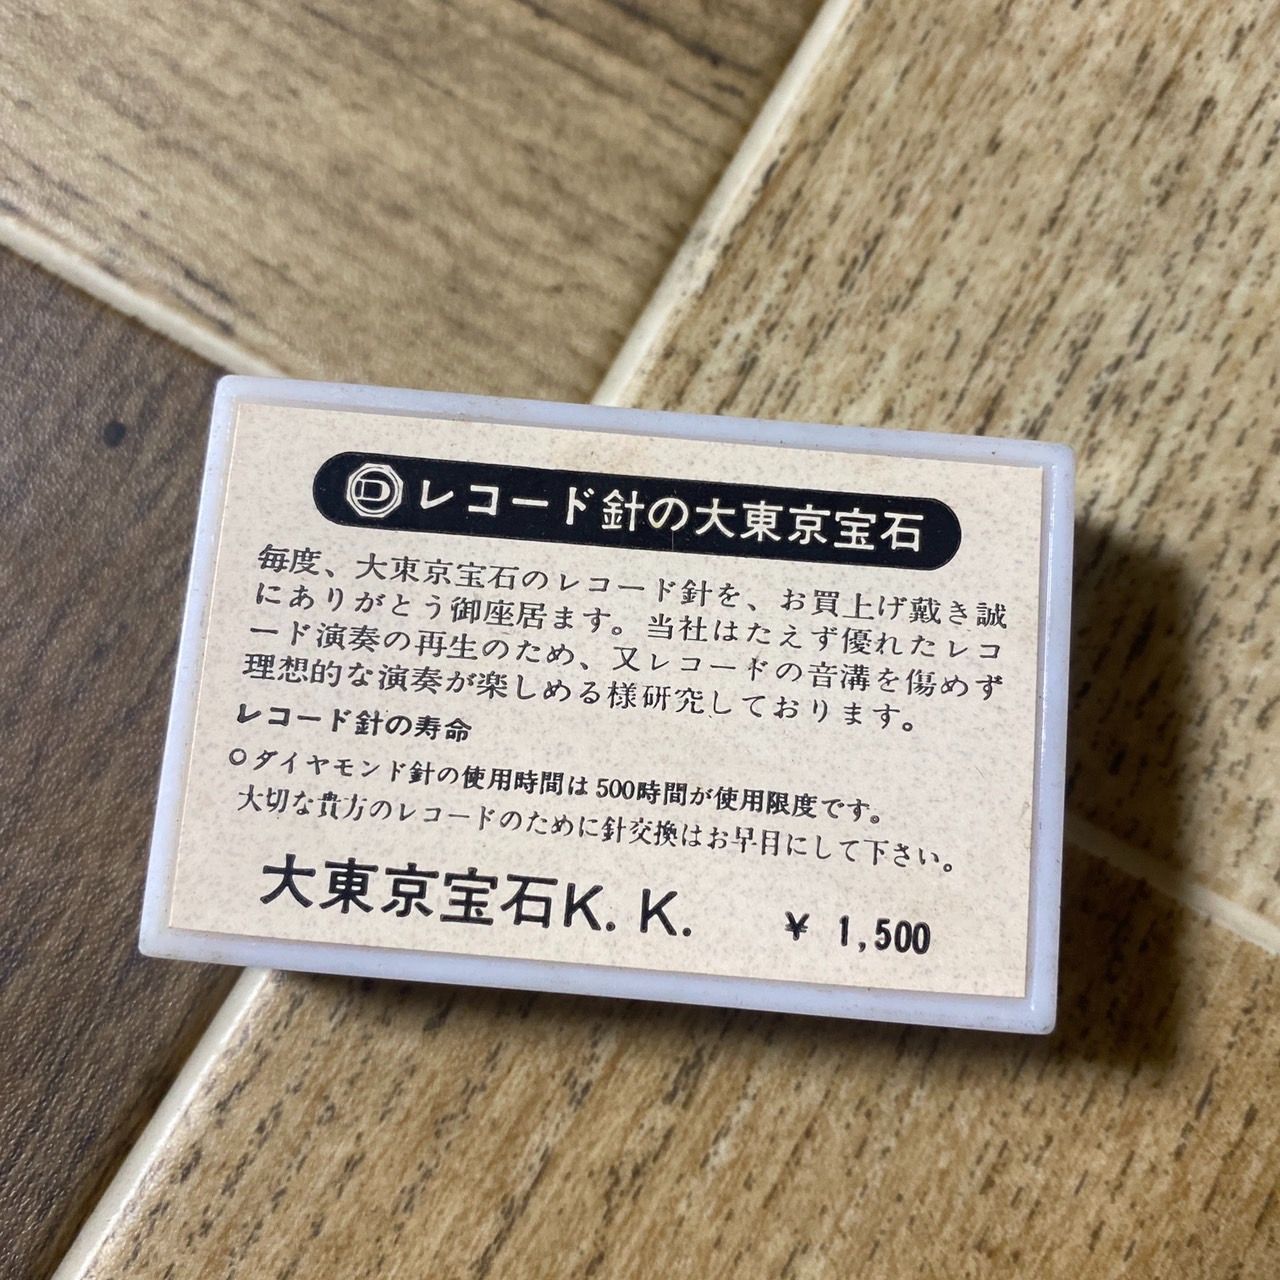 D レコード針の大東京宝石
毎度、大東京宝石のレコード針を、お買上げ戴き誠
にありがとう御座居ます。当社はたえず優れたレコ
ード演奏の再生のため、又レコードの音溝を傷めず
理想的な演奏が楽しめる様研究しております。
レコード針の寿命
○ダイヤモンド針の使用時間は500時間が使用限度です。
大切な貴方のレコードのために針交換はお早目にして下さい。
大東京宝石K.K. ¥1,500